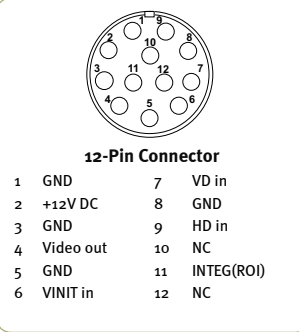 1 9
2 10 8
3 11 12 7
4 5 6
12-Pin Connector
1 GND 7 VD in
2 +12V DC 8 GND
3 GND 9 HD in
4 Video out 10 NC
5 GND 11 INTEG(ROI)
6 VINIT in 12 NC